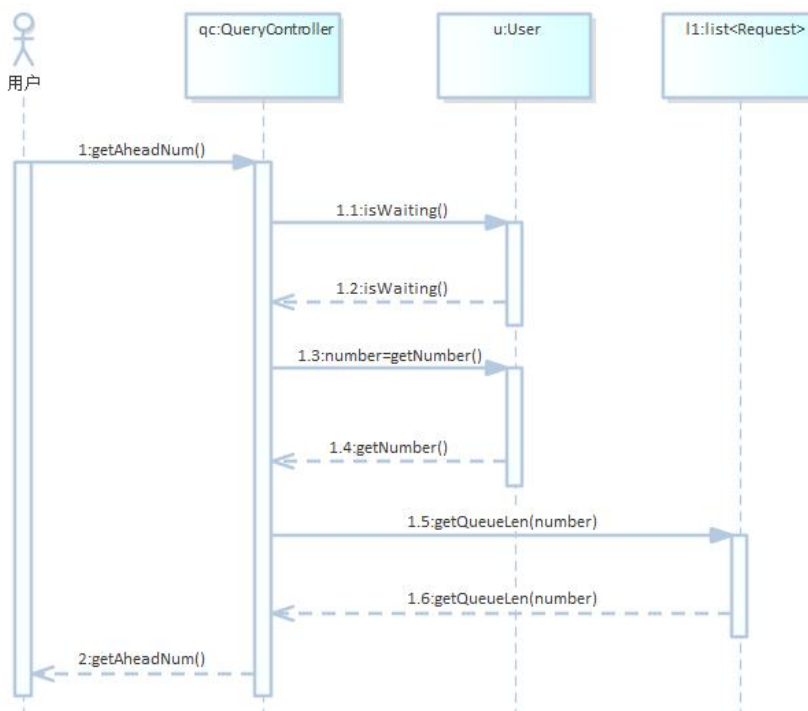 qc:QueryController
u:User
l1:list<Request>
用户
1:getAheadNum()
1.1:isWaiting()
1.2:isWaiting()
1.3:number=getNumber()
1.4:getNumber()
1.5:getQueueLen(number)
1.6:getQueueLen(number)
2:getAheadNum()